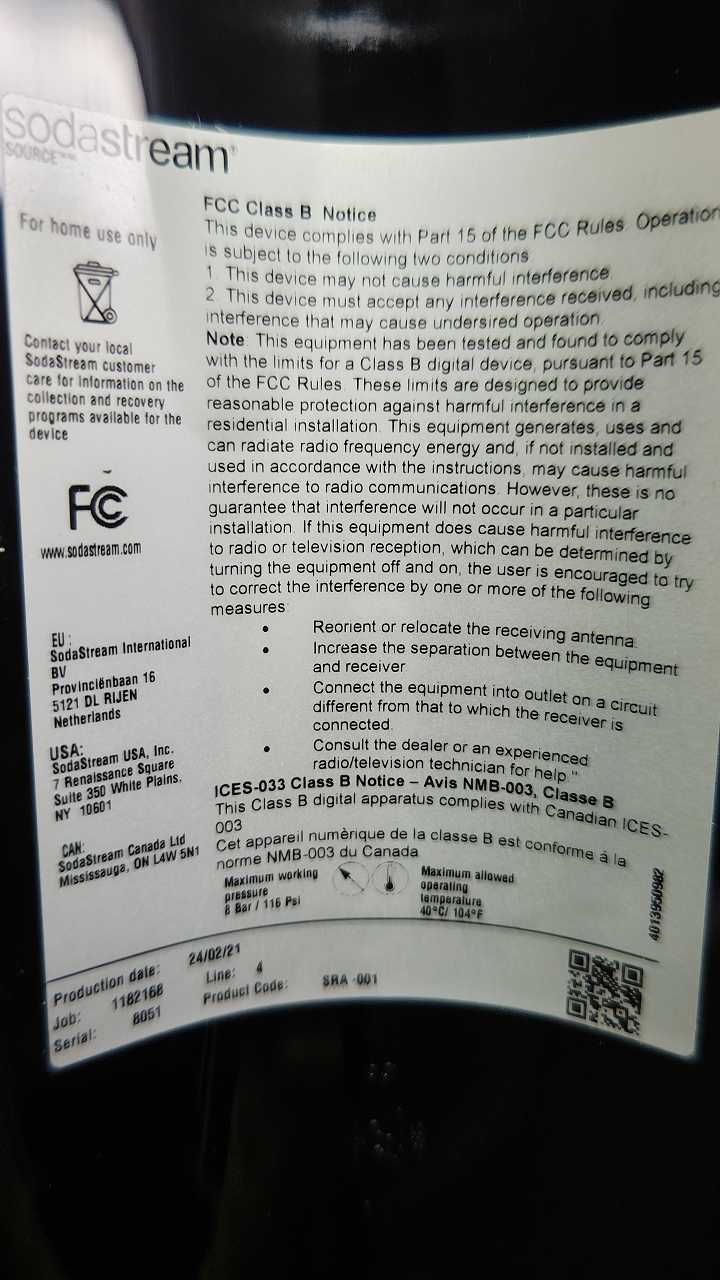 sodastream
SOURCE™
For home use only
Contact your local
SodaStream customer
care for information on the
collection and recovery
programs available for the
device
FC
www.sodastream.com
EU :
SodaStream International
BV
Provinciënbaan 16
5121 DL RIJEN
Netherlands
USA:
SodaStream USA, Inc.
7 Renaissance Square
Suite 350 White Plains.
NY 10601
CAN:
SodaStream Canada Ltd
Mississauga, ON L4W 5N1
FCC Class B Notice
This device complies with Part 15 of the FCC Rules. Operation
is subject to the following two conditions
1. This device may not cause harmful interference.
2. This device must accept any interference received, including
interference that may cause undersired operation.
Note: This equipment has been tested and found to comply
with the limits for a Class B digital device, pursuant to Part 15
of the FCC Rules. These limits are designed to provide
reasonable protection against harmful interference in a
residential installation. This equipment generates, uses and
can radiate radio frequency energy and, if not installed and
used in accordance with the instructions, may cause harmful
interference to radio communications. However, these is no
guarantee that interference will not occur in a particular
installation. If this equipment does cause harmful interference
to radio or television reception, which can be determined by
turning the equipment off and on, the user is encouraged to try
to correct the interference by one or more of the following
measures:
• Reorient or relocate the receiving antenna.
• Increase the separation between the equipment
and receiver.
• Connect the equipment into outlet on a circuit
different from that to which the receiver is
connected.
• Consult the dealer or an experienced
radio/television technician for help."
ICES-033 Class B Notice – Avis NMB-003, Classe B
This Class B digital apparatus complies with Canadian ICES-
003
Cet appareil numèrique de la classe B est conforme á la
norme NMB-003 du Canada
Maximum working
pressure
8 Bar / 116 Psi
Maximum allowed
operating
temperature
40°C/ 104°F
4013950982
Production date: 24/02/21
Job: 1182168 Line: 4
Serial: 8051 Product Code: SRA -001